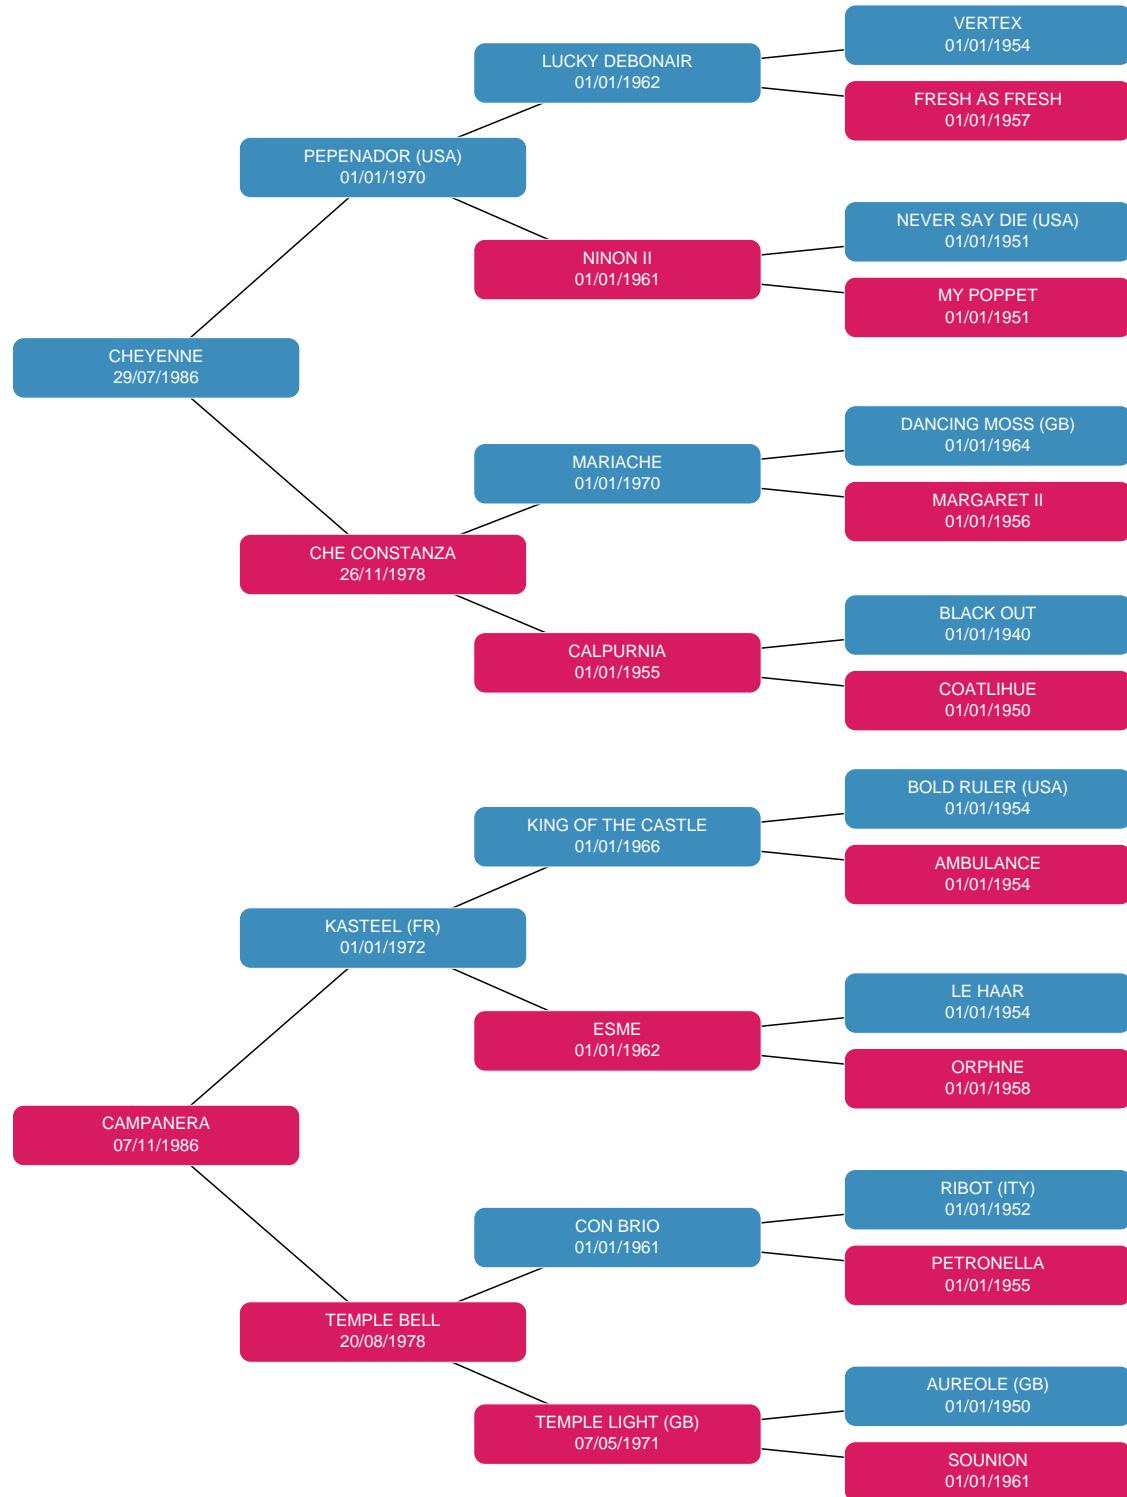 VERTEX
01/01/1954
LUCKY DEBONAIR
01/01/1962
FRESH AS FRESH
01/01/1957
PEPENADOR (USA)
01/01/1970
NEVER SAY DIE (USA)
01/01/1951
NINON II
01/01/1961
MY POPPET
01/01/1951
CHEYENNE
29/07/1986
DANCING MOSS (GB)
01/01/1964
MARIACHE
01/01/1970
MARGARET II
01/01/1956
CHE CONSTANZA
26/11/1978
BLACK OUT
01/01/1940
CALPURNIA
01/01/1955
COATLIHUE
01/01/1950
BOLD RULER (USA)
01/01/1954
KING OF THE CASTLE
01/01/1966
AMBULANCE
01/01/1954
KASTEEL (FR)
01/01/1972
LE HAAR
01/01/1954
ESME
01/01/1962
ORPHNE
01/01/1958
CAMPANERA
07/11/1986
RIBOT (ITY)
01/01/1952
CON BRIO
01/01/1961
PETRONELLA
01/01/1955
TEMPLE BELL
20/08/1978
AUREOLE (GB)
01/01/1950
TEMPLE LIGHT (GB)
07/05/1971
SOUNION
01/01/1961